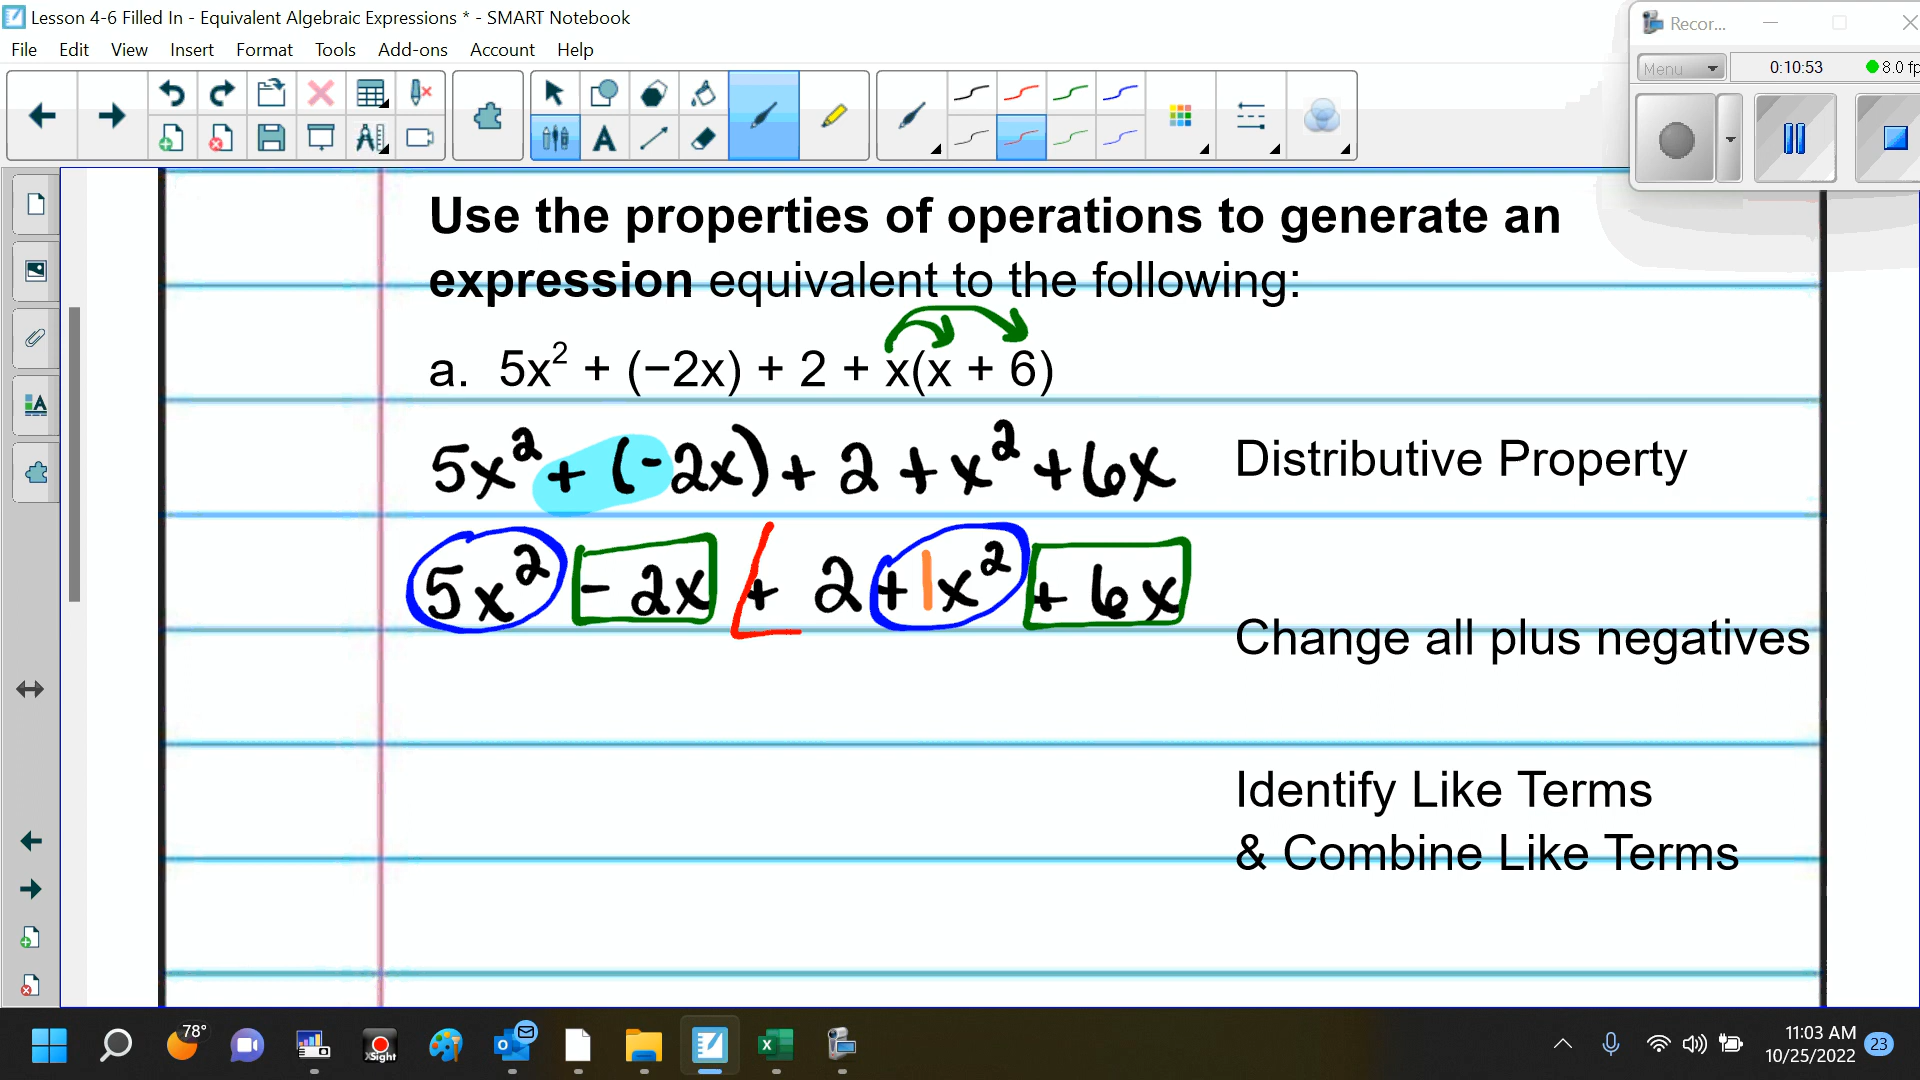 Lesson 4-6 Filled In - Equivalent Algebraic Expressions * - SMART Notebook
File Edit View Insert Format Tools Add-ons Account Help
Recor...
Menu 0:10:53 8.0 fp
Use the properties of operations to generate an
expression equivalent to the following:
a. 5x² + (−2x) + 2 + x(x + 6)
5x² + (-2x) + 2 + x² + 6x Distributive Property
5x² - 2x + 2 + 1x² + 6x
Change all plus negatives
Identify Like Terms
& Combine Like Terms
78°
XSight
11:03 AM
10/25/2022
23